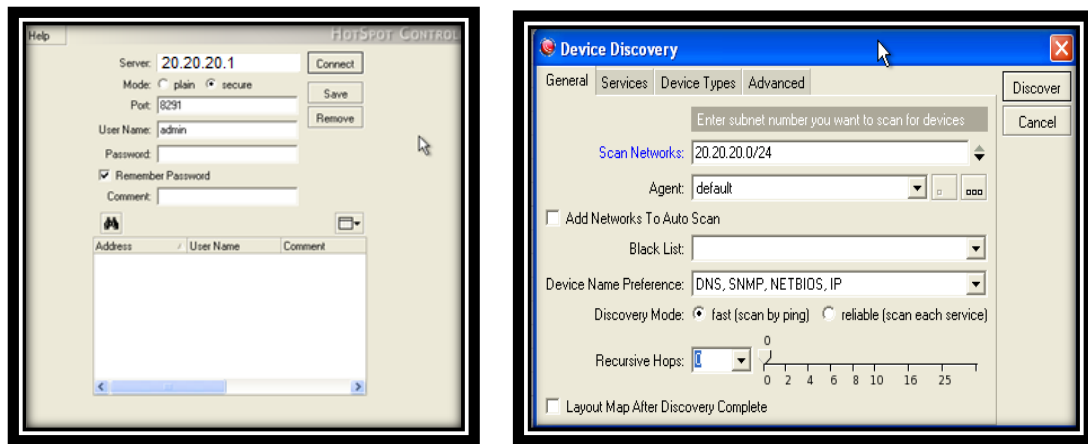 Help
HOTSPOT CONTROL
Server: 20.20.20.1 Connect
Mode: plain secure
Save
Port: 8291
Remove
User Name: admin
Password:
Remember Password
Comment:
Address / User Name Comment
Device Discovery
General Services Device Types Advanced
Discover
Enter subnet number you want to scan for devices
Cancel
Scan Networks: 20.20.20.0/24
Agent: default
Add Networks To Auto Scan
Black List:
Device Name Preference: DNS, SNMP, NETBIOS, IP
Discovery Mode: fast (scan by ping) reliable (scan each service)
0
Recursive Hops: 0
0 2 4 6 8 10 16 25
Layout Map After Discovery Complete